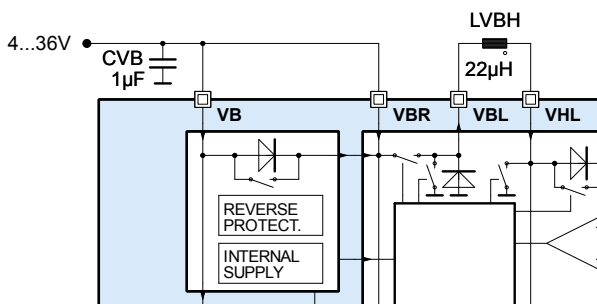 LVBH
4...36V
CVB
1µF
22µH
VB
VBR
VBL
VHL
REVERSE
PROTECT.
INTERNAL
SUPPLY